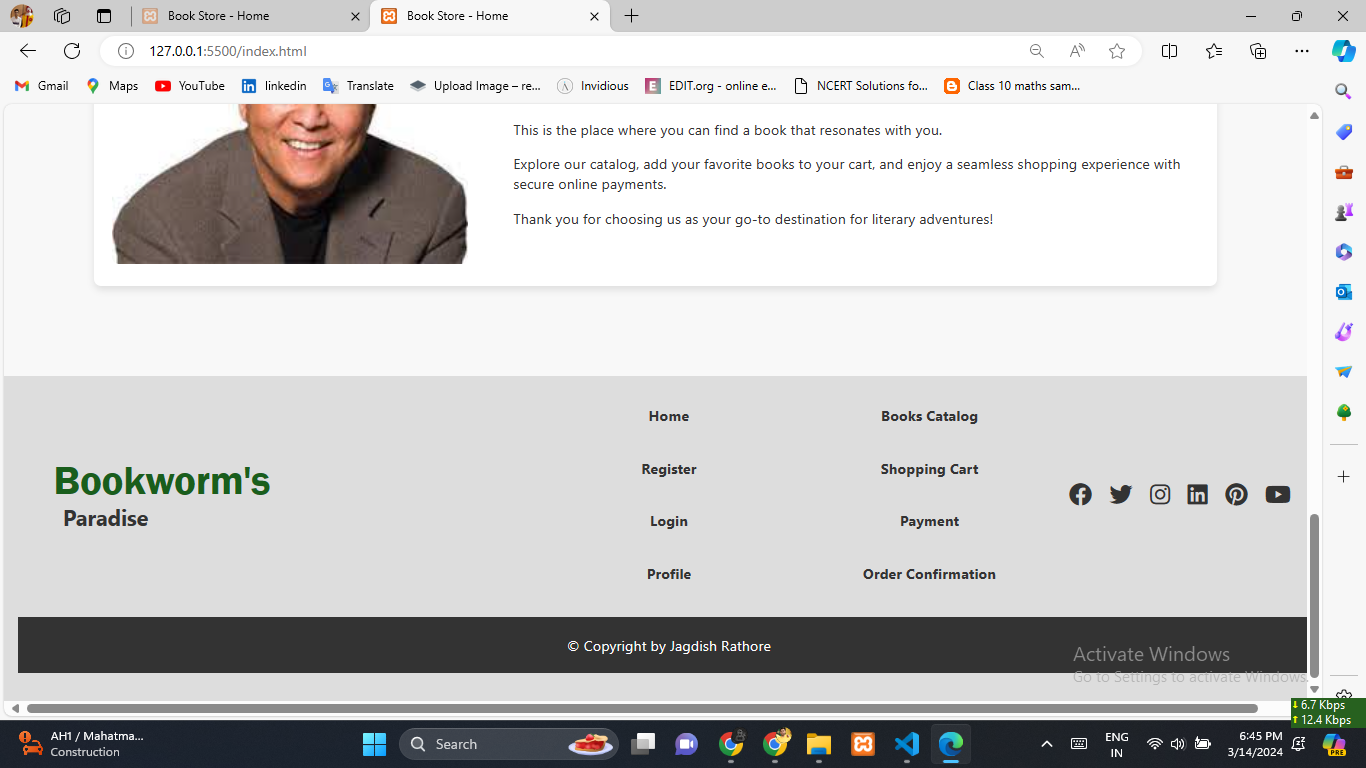 Book Store - Home
Book Store - Home
127.0.0.1:5500/index.html
Gmail
Maps
YouTube
linkedin
Translate
Upload Image – re...
Invidious
EDIT.org - online e...
NCERT Solutions fo...
Class 10 maths sam...
This is the place where you can find a book that resonates with you.
Explore our catalog, add your favorite books to your cart, and enjoy a seamless shopping experience with
secure online payments.
Thank you for choosing us as your go-to destination for literary adventures!
Bookworm's
Paradise
Home
Register
Login
Profile
Books Catalog
Shopping Cart
Payment
Order Confirmation
© Copyright by Jagdish Rathore
Activate Windows
Go to Settings to activate Windows.
6.7 Kbps
12.4 Kbps
AH1 / Mahatma...
Construction
Search
ENG
IN
6:45 PM
3/14/2024
PRE